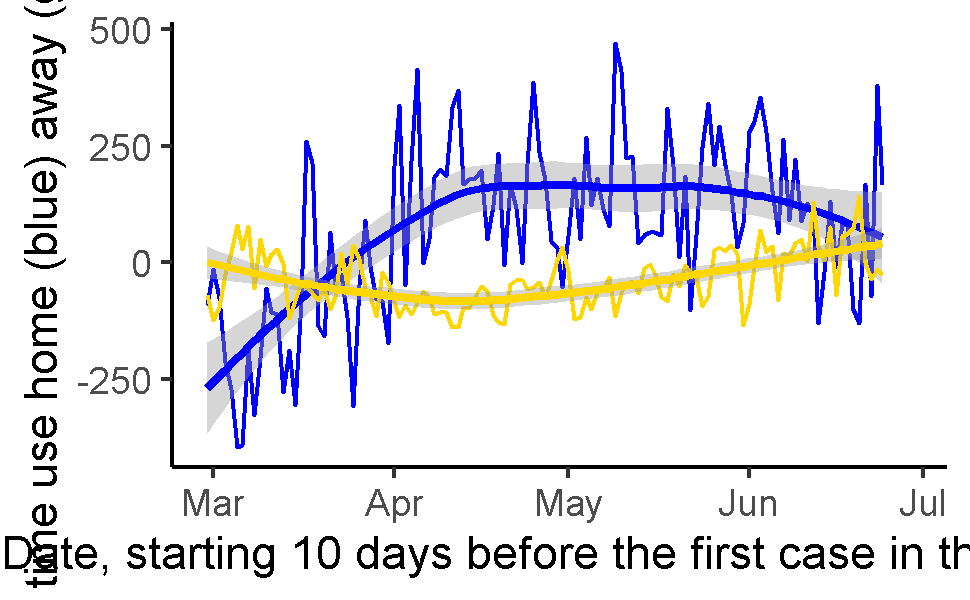 time use home (blue) away (
500
250
0
-250
Mar Apr May Jun Jul
Date, starting 10 days before the first case in th